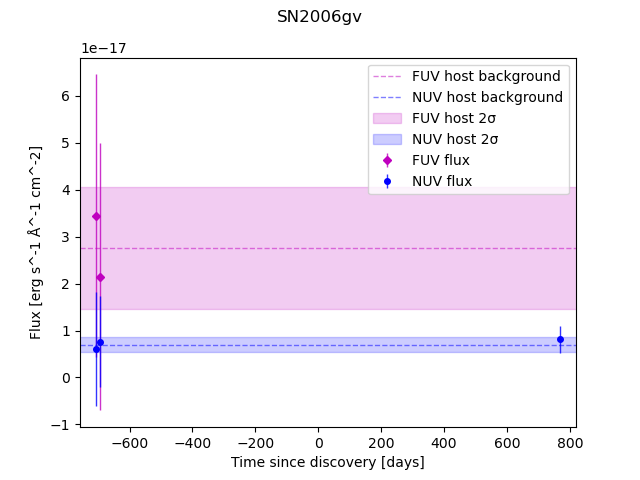 SN2006gv
1e−17
FUV host background
NUV host background
FUV host 2σ
NUV host 2σ
FUV flux
NUV flux
6
5
4
3
2
1
0
−1
Flux [erg s^-1 Å^-1 cm^-2]
−600 −400 −200 0 200 400 600 800
Time since discovery [days]